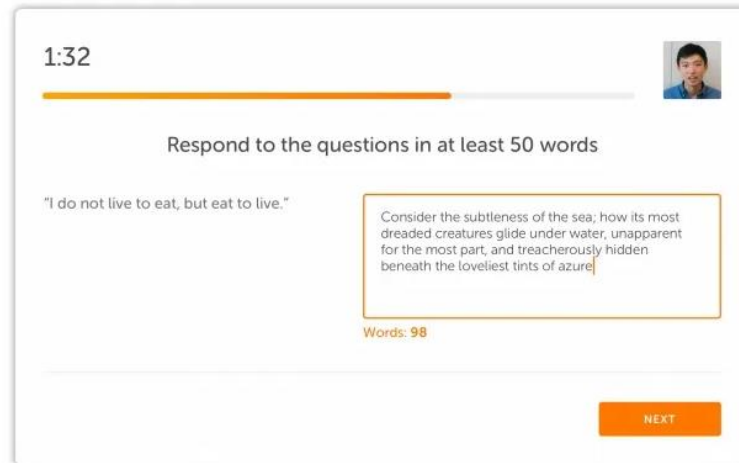 1:32
Respond to the questions in at least 50 words
"I do not live to eat, but eat to live."
Consider the subtleness of the sea; how its most
dreaded creatures glide under water, unapparent
for the most part, and treacherously hidden
beneath the loveliest tints of azure
Words: 98
NEXT